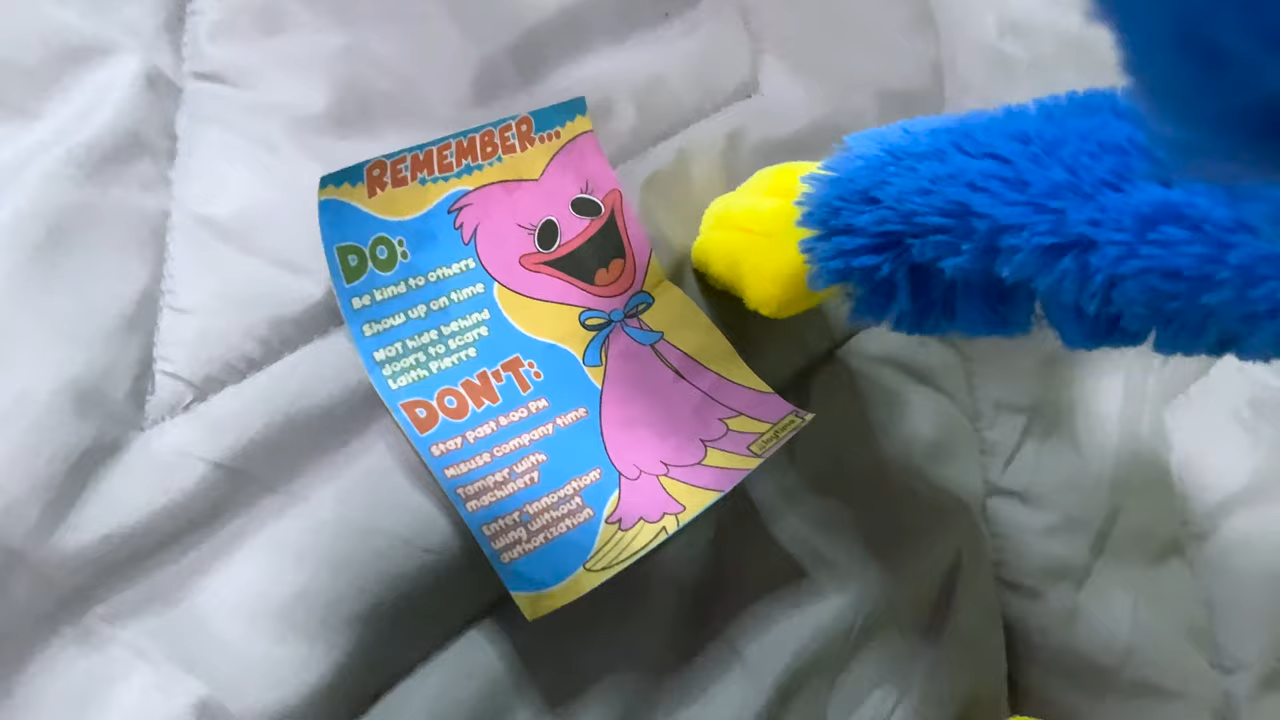 REMEMBER...
DO:
Be kind to others
Show up on time
NOT hide behind
doors to scare
Laith Pierre
DON'T:
Stay past 8:00 PM
Misuse company time
Tamper with
machinery
Enter 'Innovation'
wing without
authorization
Playtime